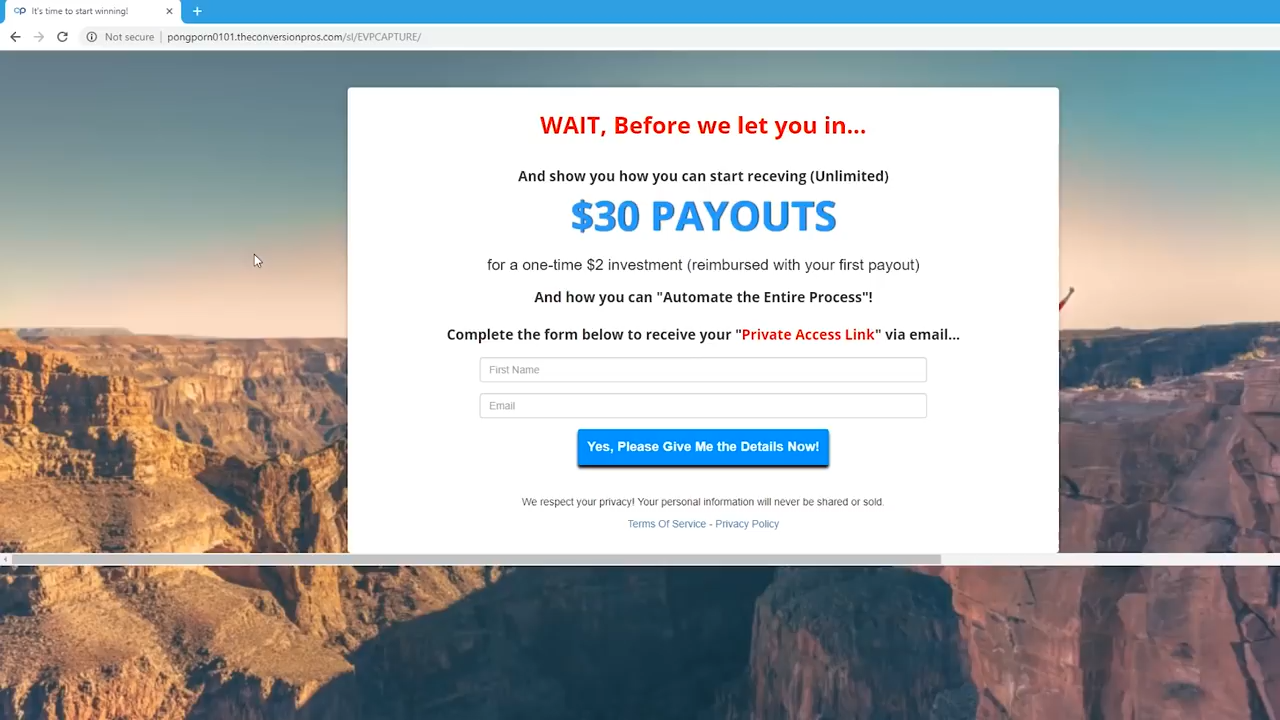 It's time to start winning!
Not secure
pongporn0101.theconversionpros.com/sl/EVPCAPTURE/
WAIT, Before we let you in...
And show you how you can start receving (Unlimited)
$30 PAYOUTS
for a one-time $2 investment (reimbursed with your first payout)
And how you can "Automate the Entire Process"!
Complete the form below to receive your "Private Access Link" via email...
First Name
Email
Yes, Please Give Me the Details Now!
We respect your privacy! Your personal information will never be shared or sold.
Terms Of Service - Privacy Policy